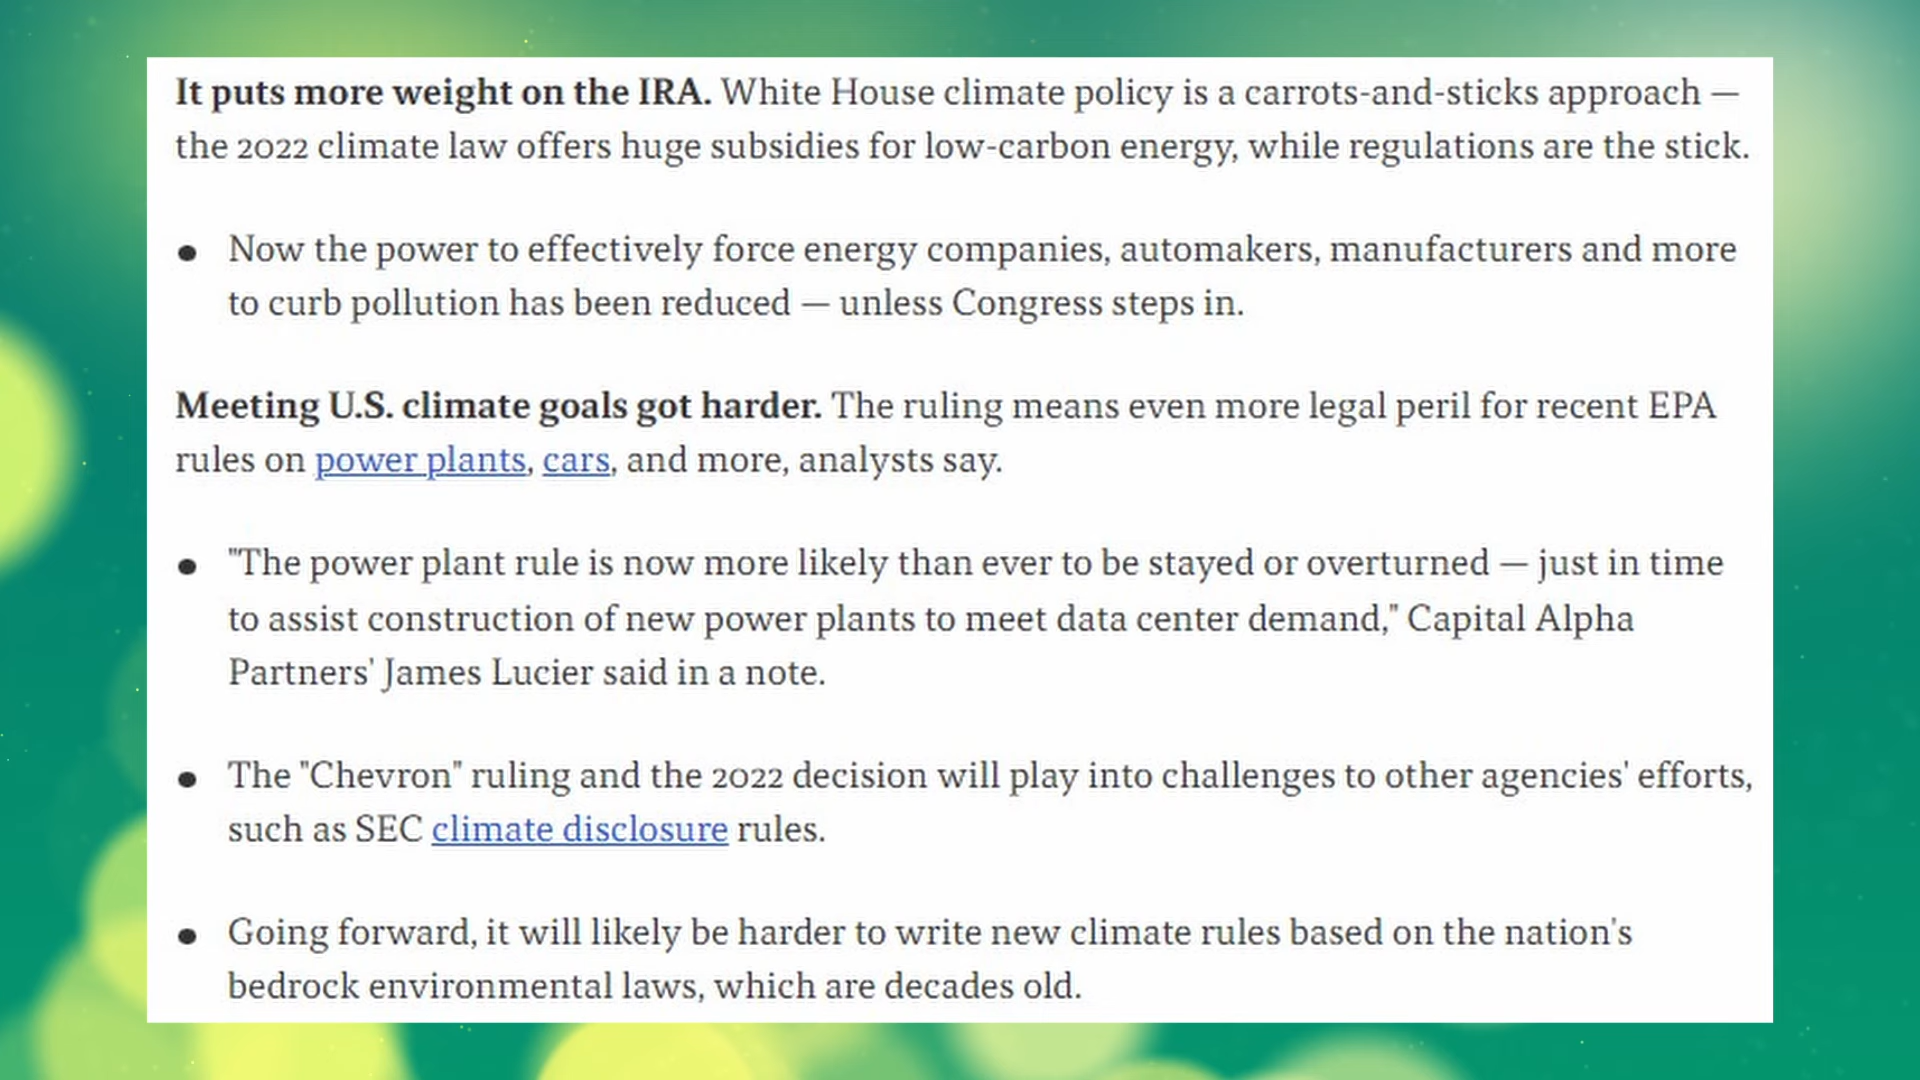 It puts more weight on the IRA. White House climate policy is a carrots-and-sticks approach —
the 2022 climate law offers huge subsidies for low-carbon energy, while regulations are the stick.
● Now the power to effectively force energy companies, automakers, manufacturers and more
to curb pollution has been reduced — unless Congress steps in.
Meeting U.S. climate goals got harder. The ruling means even more legal peril for recent EPA
rules on power plants, cars, and more, analysts say.
● "The power plant rule is now more likely than ever to be stayed or overturned — just in time
to assist construction of new power plants to meet data center demand," Capital Alpha
Partners' James Lucier said in a note.
● The "Chevron" ruling and the 2022 decision will play into challenges to other agencies' efforts,
such as SEC climate disclosure rules.
● Going forward, it will likely be harder to write new climate rules based on the nation's
bedrock environmental laws, which are decades old.